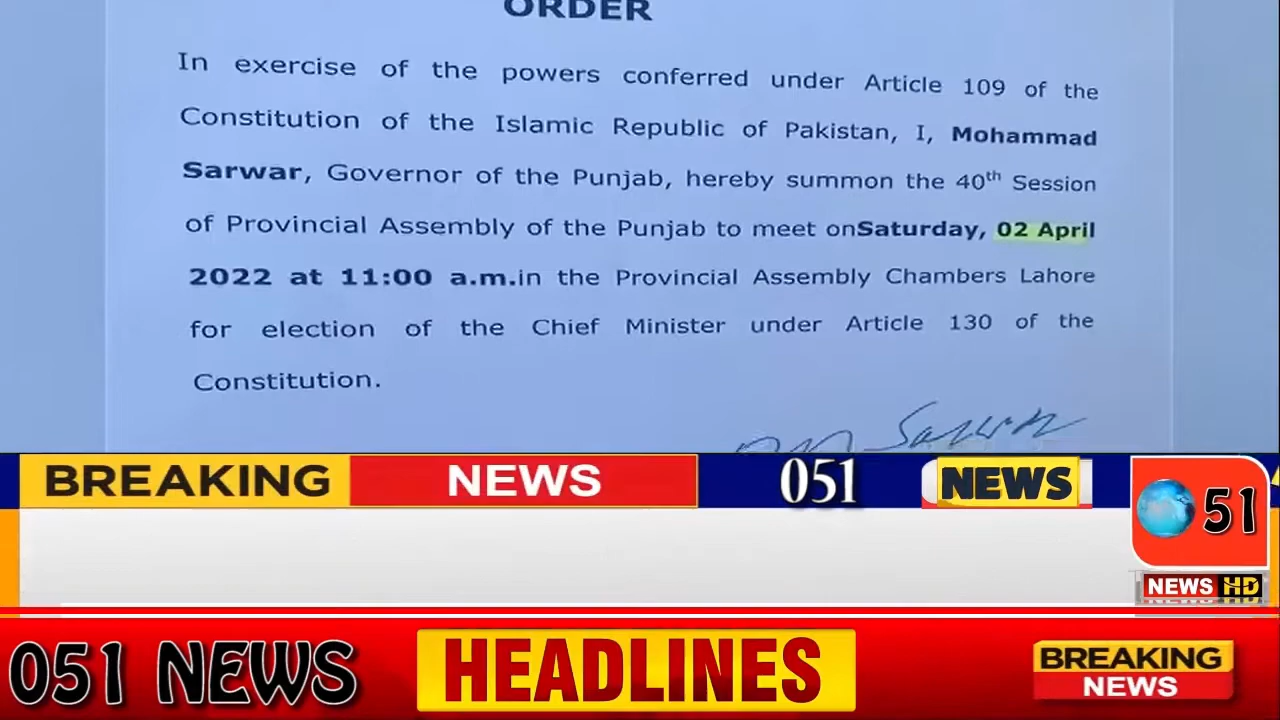 ORDER
In exercise of the powers conferred under Article 109 of the
Constitution of the Islamic Republic of Pakistan, I, Mohammad
Sarwar, Governor of the Punjab, hereby summon the 40th Session
of Provincial Assembly of the Punjab to meet onSaturday, 02 April
2022 at 11:00 a.m.in the Provincial Assembly Chambers Lahore
for election of the Chief Minister under Article 130 of the
Constitution.
Sarwar
BREAKING NEWS 051 NEWS
51
NEWS HD
051 NEWS HEADLINES BREAKING
NEWS